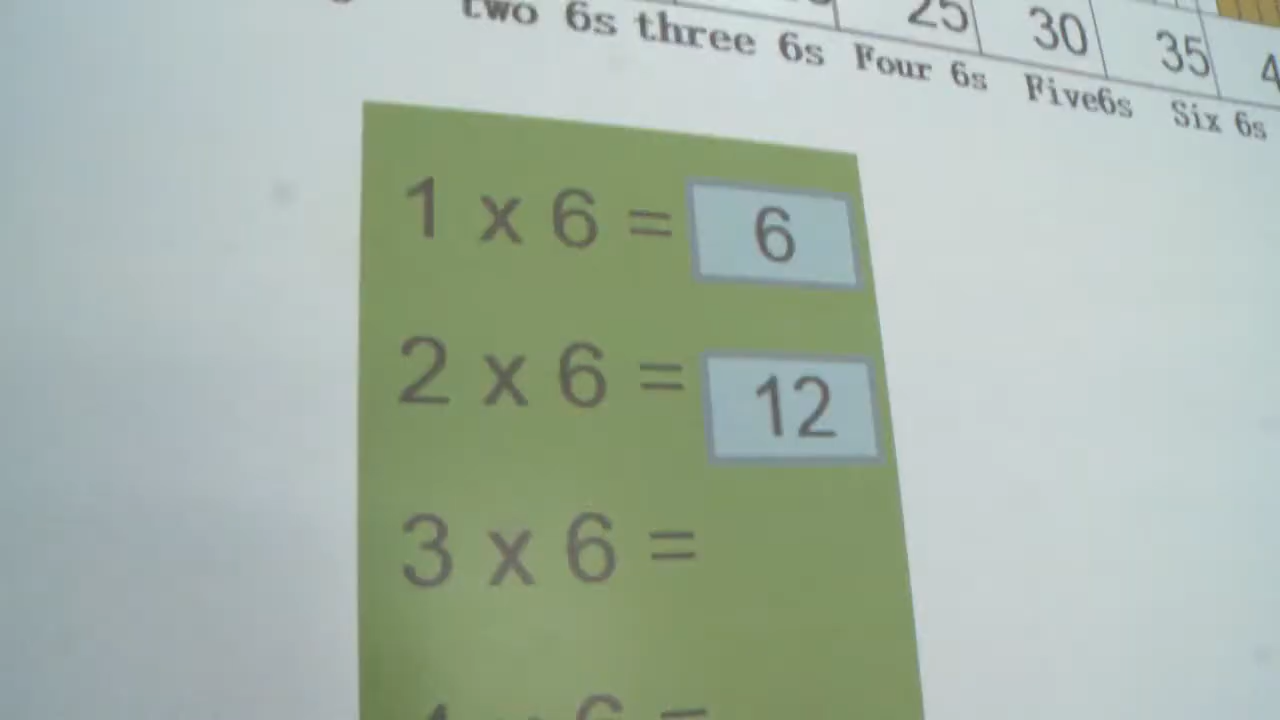 25 30 35
two 6s three 6s Four 6s Five6s Six 6s
1 x 6 = 6
2 x 6 = 12
3 x 6 =
x 6 =